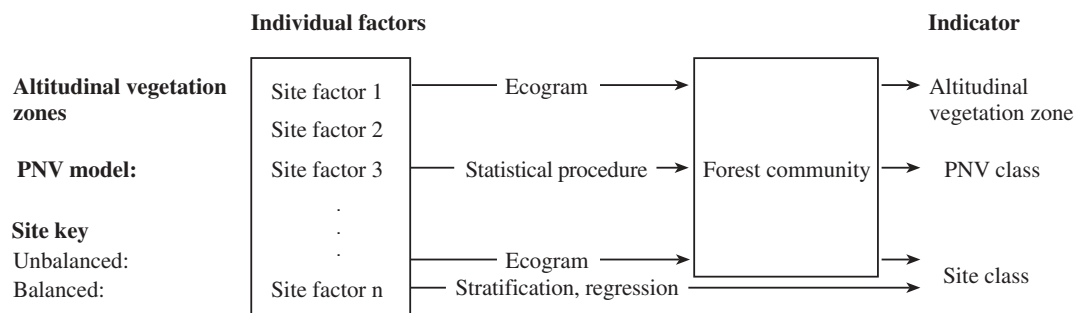 Individual factors
Indicator
Altitudinal vegetation
zones
Site factor 1
Ecogram
Altitudinal
vegetation zone
Site factor 2
PNV model:
Site factor 3
Statistical procedure
Forest community
PNV class
.
.
.
Site key
Unbalanced:
Ecogram
Site class
Balanced:
Site factor n
Stratification, regression